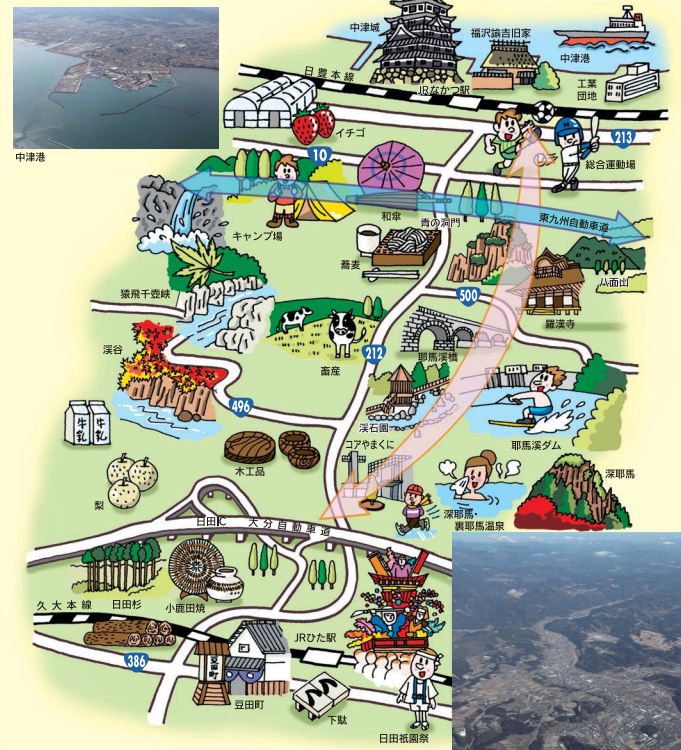 中津城
福沢諭吉旧家
中津港
日豊本線
JRなかつ駅
工業
団地
イチゴ
10
213
総合運動場
中津港
キャンプ場
和傘
青の洞門
東九州自動車道
蕎麦
八面山
猿飛千壺峡
500
羅漢寺
渓谷
畜産
212
耶馬渓橋
496
渓石園
耶馬渓ダム
牛乳
牛乳
木工品
コアやまくに
梨
深耶馬
深耶馬・
裏耶馬温泉
日田IC
大分自動車道
日田杉
小鹿田焼
久大本線
JRひた駅
386
豆田町
豆田町
下駄
日田祇園祭